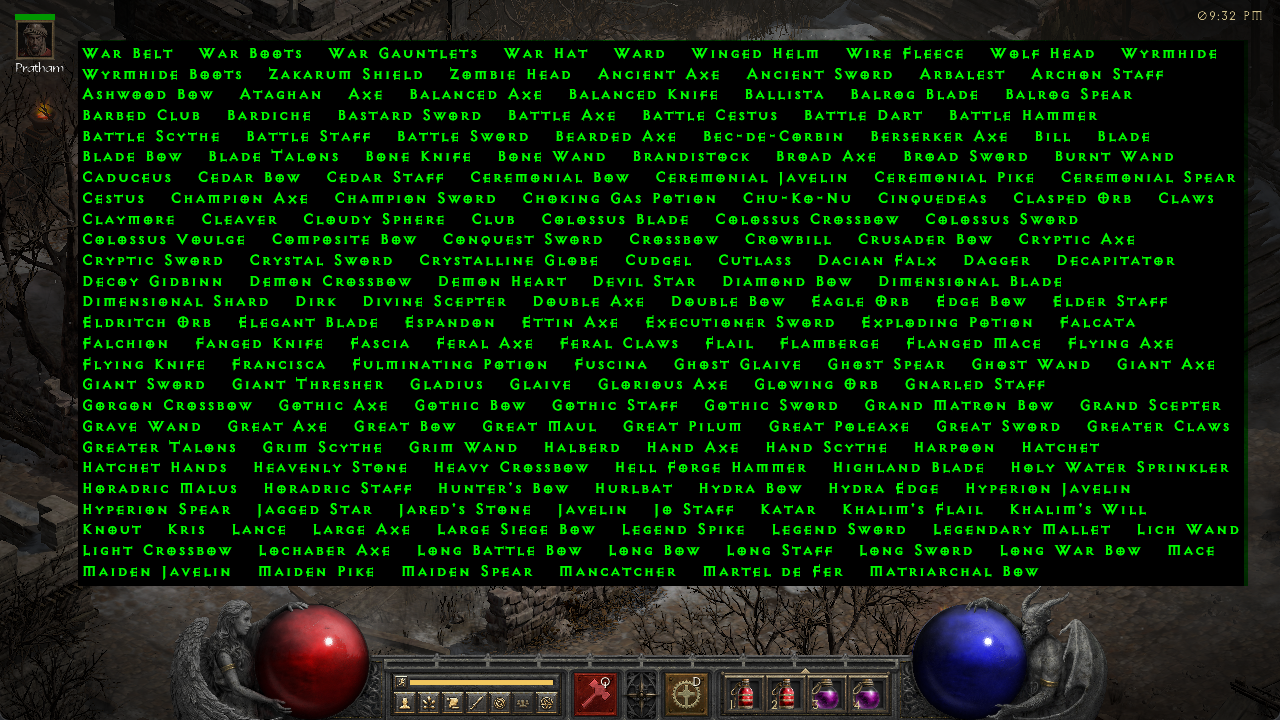 09:32 PM
Pratham
War Belt War Boots War Gauntlets War Hat Ward Winged Helm Wire Fleece Wolf Head Wyrmhide
Wyrmhide Boots Zakarum Shield Zombie Head Ancient Axe Ancient Sword Arbalest Archon Staff
Ashwood Bow Ataghan Axe Balanced Axe Balanced Knife Ballista Balrog Blade Balrog Spear
Barbed Club Bardiche Bastard Sword Battle Axe Battle Cestus Battle Dart Battle Hammer
Battle Scythe Battle Staff Battle Sword Bearded Axe Bec-de-Corbin Berserker Axe Bill Blade
Blade Bow Blade Talons Bone Knife Bone Wand Brandistock Broad Axe Broad Sword Burnt Wand
Caduceus Cedar Bow Cedar Staff Ceremonial Bow Ceremonial Javelin Ceremonial Pike Ceremonial Spear
Cestus Champion Axe Champion Sword Choking Gas Potion Chu-Ko-Nu Cinquedeas Clasped Orb Claws
Claymore Cleaver Cloudy Sphere Club Colossus Blade Colossus Crossbow Colossus Sword
Colossus Voulge Composite Bow Conquest Sword Crossbow Crowbill Crusader Bow Cryptic Axe
Cryptic Sword Crystal Sword Crystalline Globe Cudgel Cutlass Dacian Falx Dagger Decapitator
Decoy Gidbinn Demon Crossbow Demon Heart Devil Star Diamond Bow Dimensional Blade
Dimensional Shard Dirk Divine Scepter Double Axe Double Bow Eagle Orb Edge Bow Elder Staff
Eldritch Orb Elegant Blade Espandon Ettin Axe Executioner Sword Exploding Potion Falcata
Falchion Fanged Knife Fascia Feral Axe Feral Claws Flail Flamberge Flanged Mace Flying Axe
Flying Knife Francisca Fulminating Potion Fuscina Ghost Glaive Ghost Spear Ghost Wand Giant Axe
Giant Sword Giant Thresher Gladius Glaive Glorious Axe Glowing Orb Gnarled Staff
Gorgon Crossbow Gothic Axe Gothic Bow Gothic Staff Gothic Sword Grand Matron Bow Grand Scepter
Grave Wand Great Axe Great Bow Great Maul Great Pilum Great Poleaxe Great Sword Greater Claws
Greater Talons Grim Scythe Grim Wand Halberd Hand Axe Hand Scythe Harpoon Hatchet
Hatchet Hands Heavenly Stone Heavy Crossbow Hell Forge Hammer Highland Blade Holy Water Sprinkler
Horadric Malus Horadric Staff Hunter's Bow Hurlbat Hydra Bow Hydra Edge Hyperion Javelin
Hyperion Spear Jagged Star Jared's Stone Javelin Jo Staff Katar Khalim's Flail Khalim's Will
Knout Kris Lance Large Axe Large Siege Bow Legend Spike Legend Sword Legendary Mallet Lich Wand
Light Crossbow Lochaber Axe Long Battle Bow Long Bow Long Staff Long Sword Long War Bow Mace
Maiden Javelin Maiden Pike Maiden Spear Mancatcher Martel de Fer Matriarchal Bow
Q D
1 2 3 4